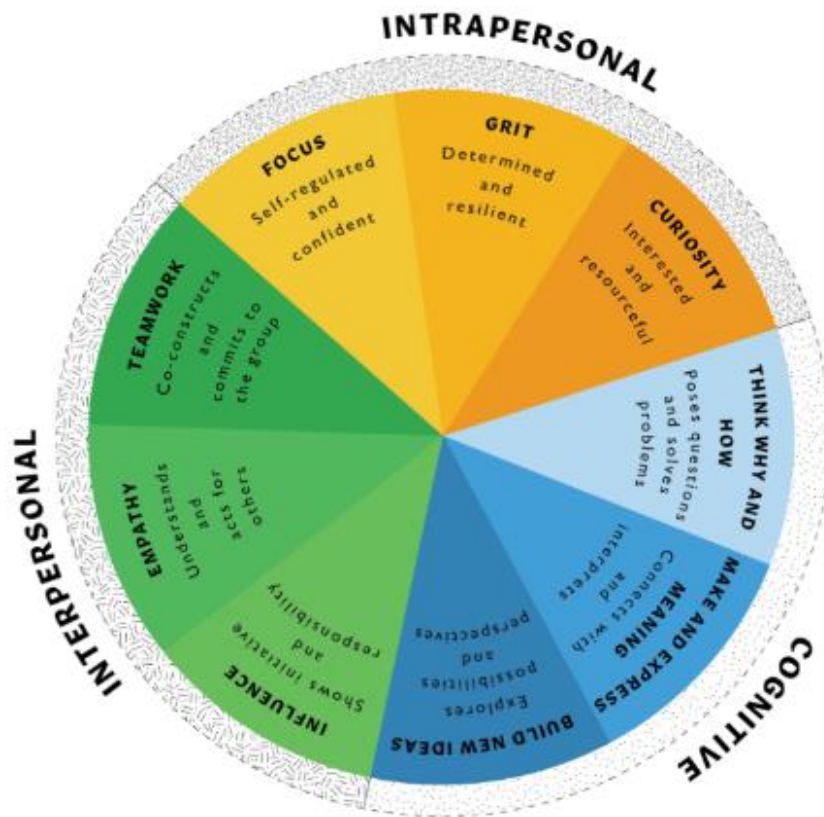 INTRAPERSONAL
FOCUS
Self-regulated
and
confident
GRIT
Determined
and
resilient
CURIOSITY
Interested
and
resourceful
COGNITIVE
THINK WHY AND
HOW
Poses questions
and solves
problems
MAKE AND EXPRESS
MEANING
Connects with
and
interprets
BUILD NEW IDEAS
Explores
possibilities
and
perspectives
INTERPERSONAL
INFLUENCE
Shows initiative
and
responsibility
EMPATHY
Understands
and
acts for
others
TEAMWORK
Co-constructs
and
commits to
the group